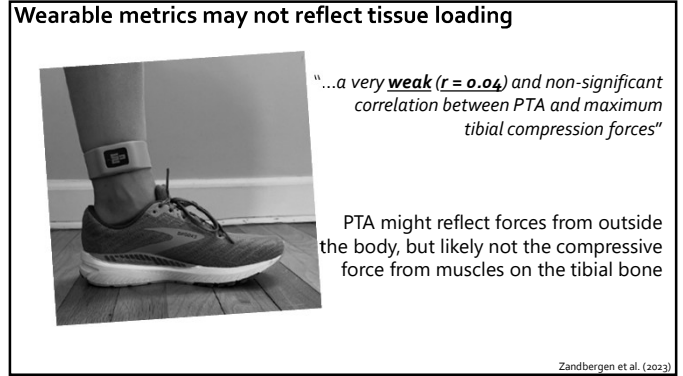 Wearable metrics may not reflect tissue loading
“…a very weak (r = 0.04) and non-significant
correlation between PTA and maximum
tibial compression forces”
PTA might reflect forces from outside
the body, but likely not the compressive
force from muscles on the tibial bone
Zandbergen et al. (2023)